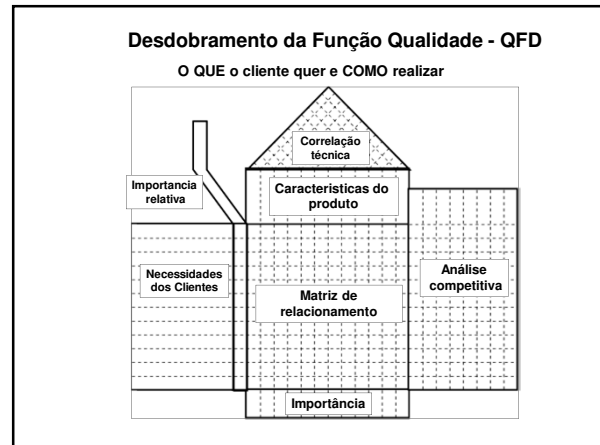 Desdobramento da Função Qualidade - QFD
O QUE o cliente quer e COMO realizar
Correlação
técnica
Importancia
relativa
Caracteristicas do
produto
Necessidades
dos Clientes
Matriz de
relacionamento
Análise
competitiva
Importância